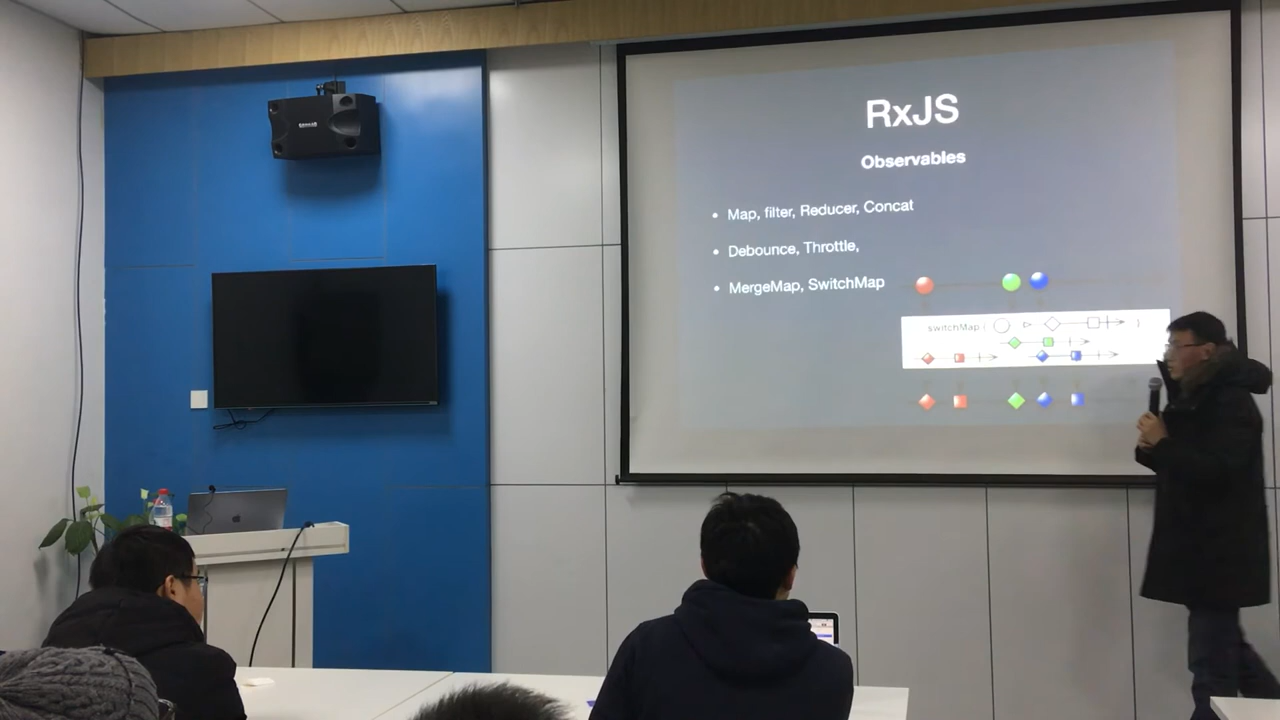 RxJS
Observables
• Map, filter, Reducer, Concat
• Debounce, Throttle,
• MergeMap, SwitchMap
switchMap( )